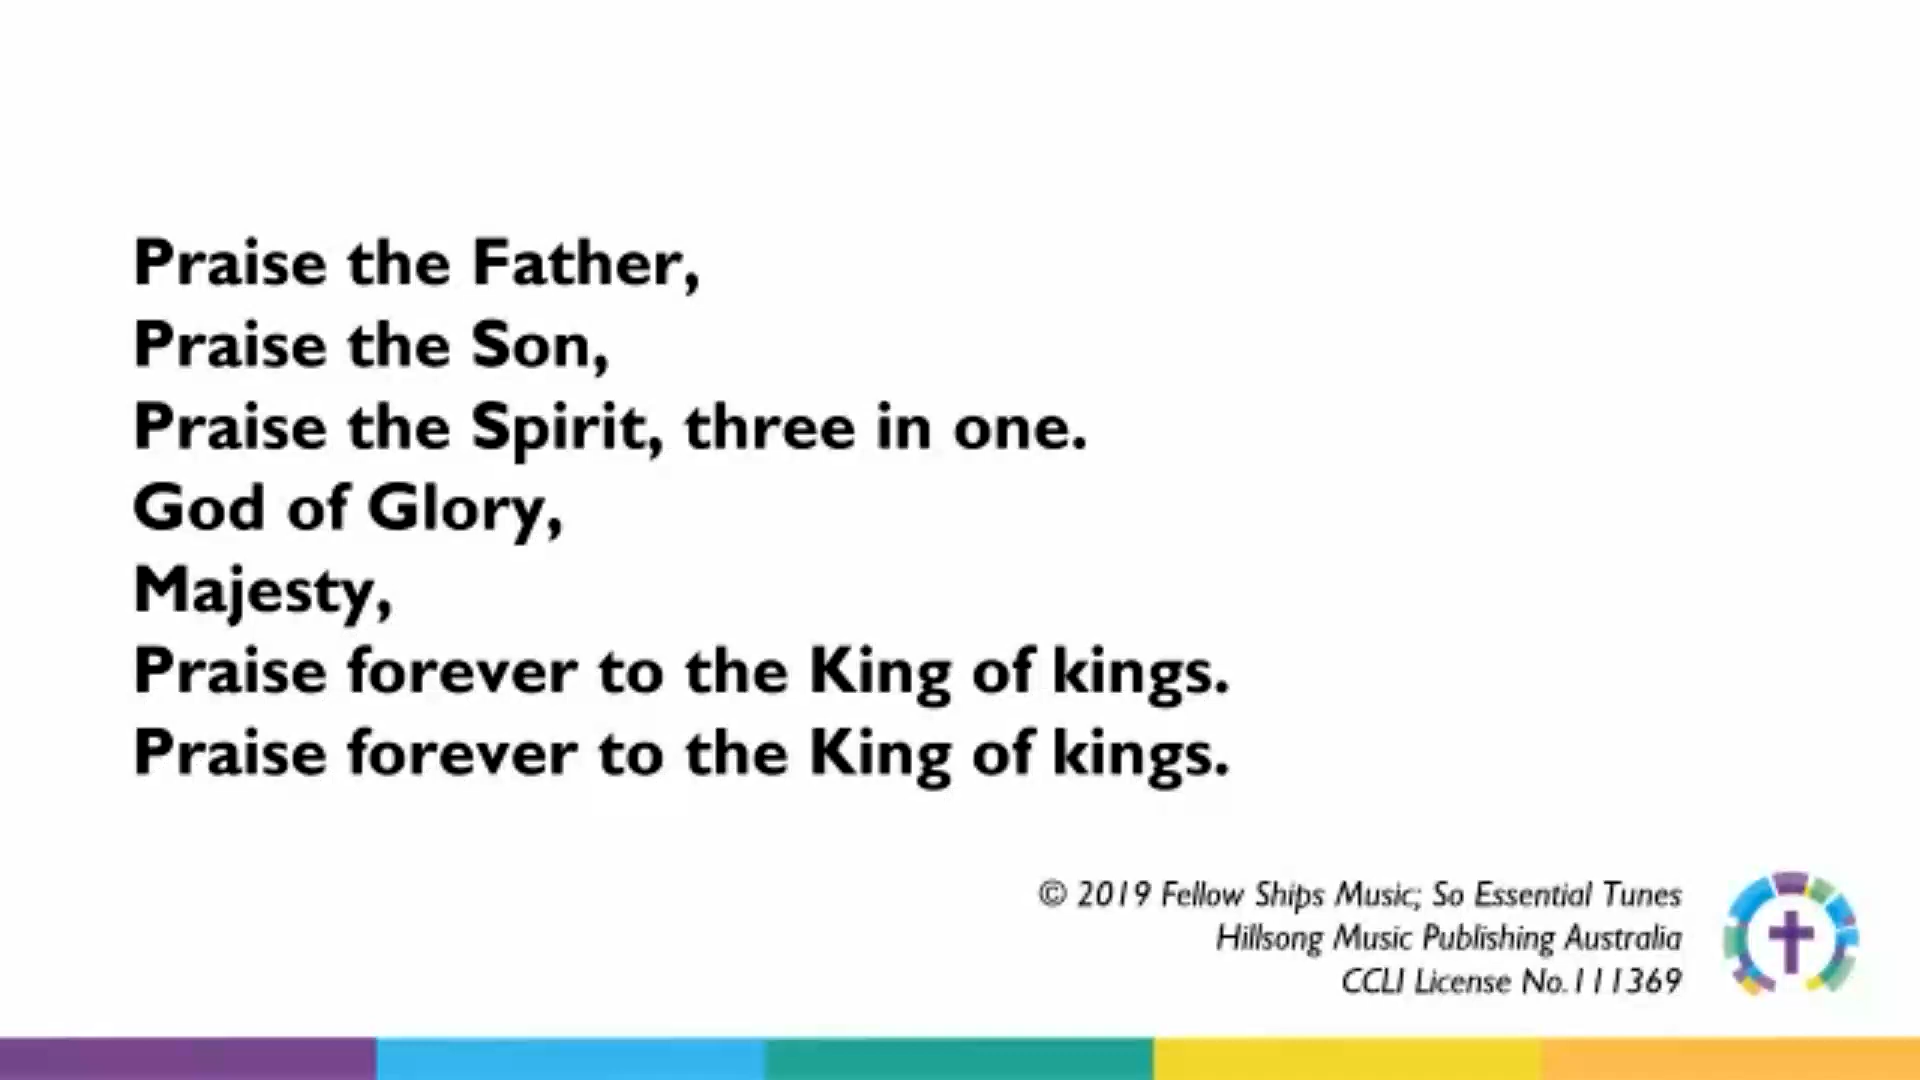 Praise the Father,
Praise the Son,
Praise the Spirit, three in one.
God of Glory,
Majesty,
Praise forever to the King of kings.
Praise forever to the King of kings.
© 2019 Fellow Ships Music; So Essential Tunes
Hillsong Music Publishing Australia
CCLI License No.111369